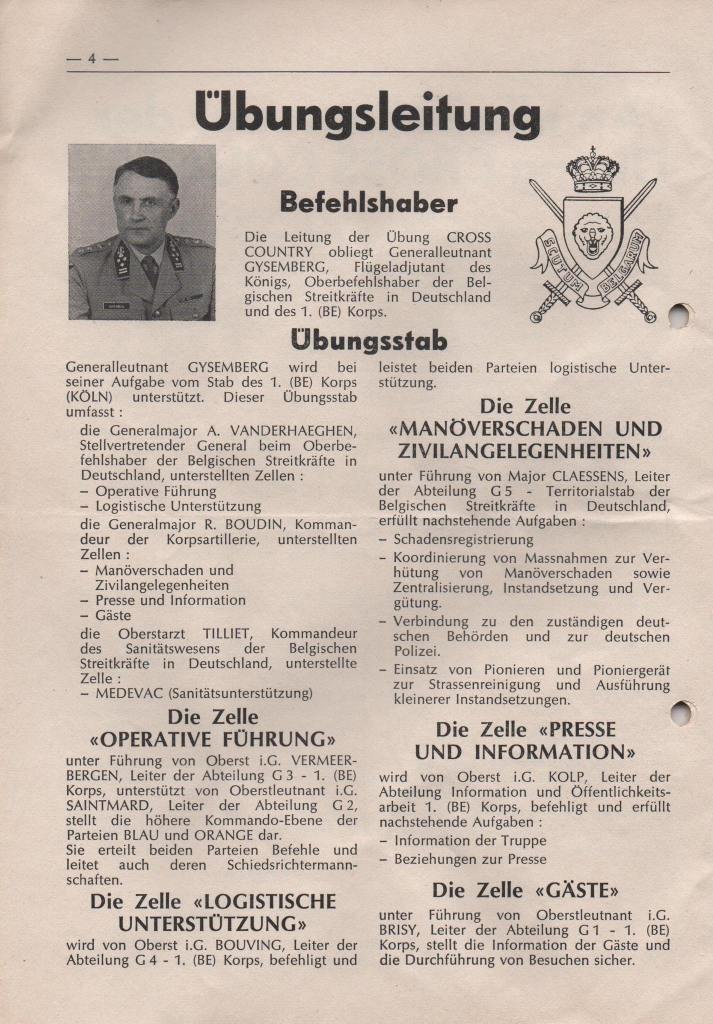 — 4 —
Übungsleitung
Befehlshaber
Die Leitung der Übung CROSS
COUNTRY obliegt Generalleutnant
GYSEMBERG, Flügeladjutant des
Königs, Oberbefehlshaber der Bel-
gischen Streitkräfte in Deutschland
und des 1. (BE) Korps.
SCUTUM BELGARUM
Übungsstab
Generalleutnant GYSEMBERG wird bei
seiner Aufgabe vom Stab des 1. (BE) Korps
(KÖLN) unterstützt. Dieser Übungsstab
umfasst :
die Generalmajor A. VANDERHAEGHEN,
Stellvertretender General beim Oberbe-
fehlshaber der Belgischen Streitkräfte in
Deutschland, unterstellten Zellen :
– Operative Führung
– Logistische Unterstützung
die Generalmajor R. BOUDIN, Komman-
deur der Korpsartillerie, unterstellten
Zellen :
– Manöverschaden und
Zivilangelegenheiten
– Presse und Information
– Gäste
die Oberstarzt TILLIET, Kommandeur
des Sanitätswesens der Belgischen
Streitkräfte in Deutschland, unterstellte
Zelle :
– MEDEVAC (Sanitätsunterstützung)
Die Zelle
«OPERATIVE FÜHRUNG»
unter Führung von Oberst i.G. VERMEER-
BERGEN, Leiter der Abteilung G 3 - 1. (BE)
Korps, unterstützt von Oberstleutnant i.G.
SAINTMARD, Leiter der Abteilung G 2,
stellt die höhere Kommando-Ebene der
Parteien BLAU und ORANGE dar.
Sie erteilt beiden Parteien Befehle und
leitet auch deren Schiedsrichtermann-
schaften.
Die Zelle «LOGISTISCHE
UNTERSTÜTZUNG»
wird von Oberst i.G. BOUVING, Leiter der
Abteilung G 4 - 1. (BE) Korps, befehligt und
leistet beiden Parteien logistische Unter-
stützung.
Die Zelle
«MANÖVERSCHADEN UND
ZIVILANGELEGENHEITEN»
unter Führung von Major CLAESSENS, Leiter
der Abteilung G 5 - Territorialstab der
Belgischen Streitkräfte in Deutschland,
erfüllt nachstehende Aufgaben :
– Schadensregistrierung
– Koordinierung von Massnahmen zur Ver-
hütung von Manöverschaden sowie
Zentralisierung, Instandsetzung und Ver-
gütung.
– Verbindung zu den zuständigen deut-
schen Behörden und zur deutschen
Polizei.
– Einsatz von Pionieren und Pioniergerät
zur Strassenreinigung und Ausführung
kleinerer Instandsetzungen.
Die Zelle «PRESSE
UND INFORMATION»
wird von Oberst i.G. KOLP, Leiter der
Abteilung Information und Öffentlichkeits-
arbeit 1. (BE) Korps, befehligt und erfüllt
nachstehende Aufgaben :
– Information der Truppe
– Beziehungen zur Presse
Die Zelle «GÄSTE»
unter Führung von Oberstleutnant i.G.
BRISY, Leiter der Abteilung G 1 - 1. (BE)
Korps, stellt die Information der Gäste und
die Durchführung von Besuchen sicher.